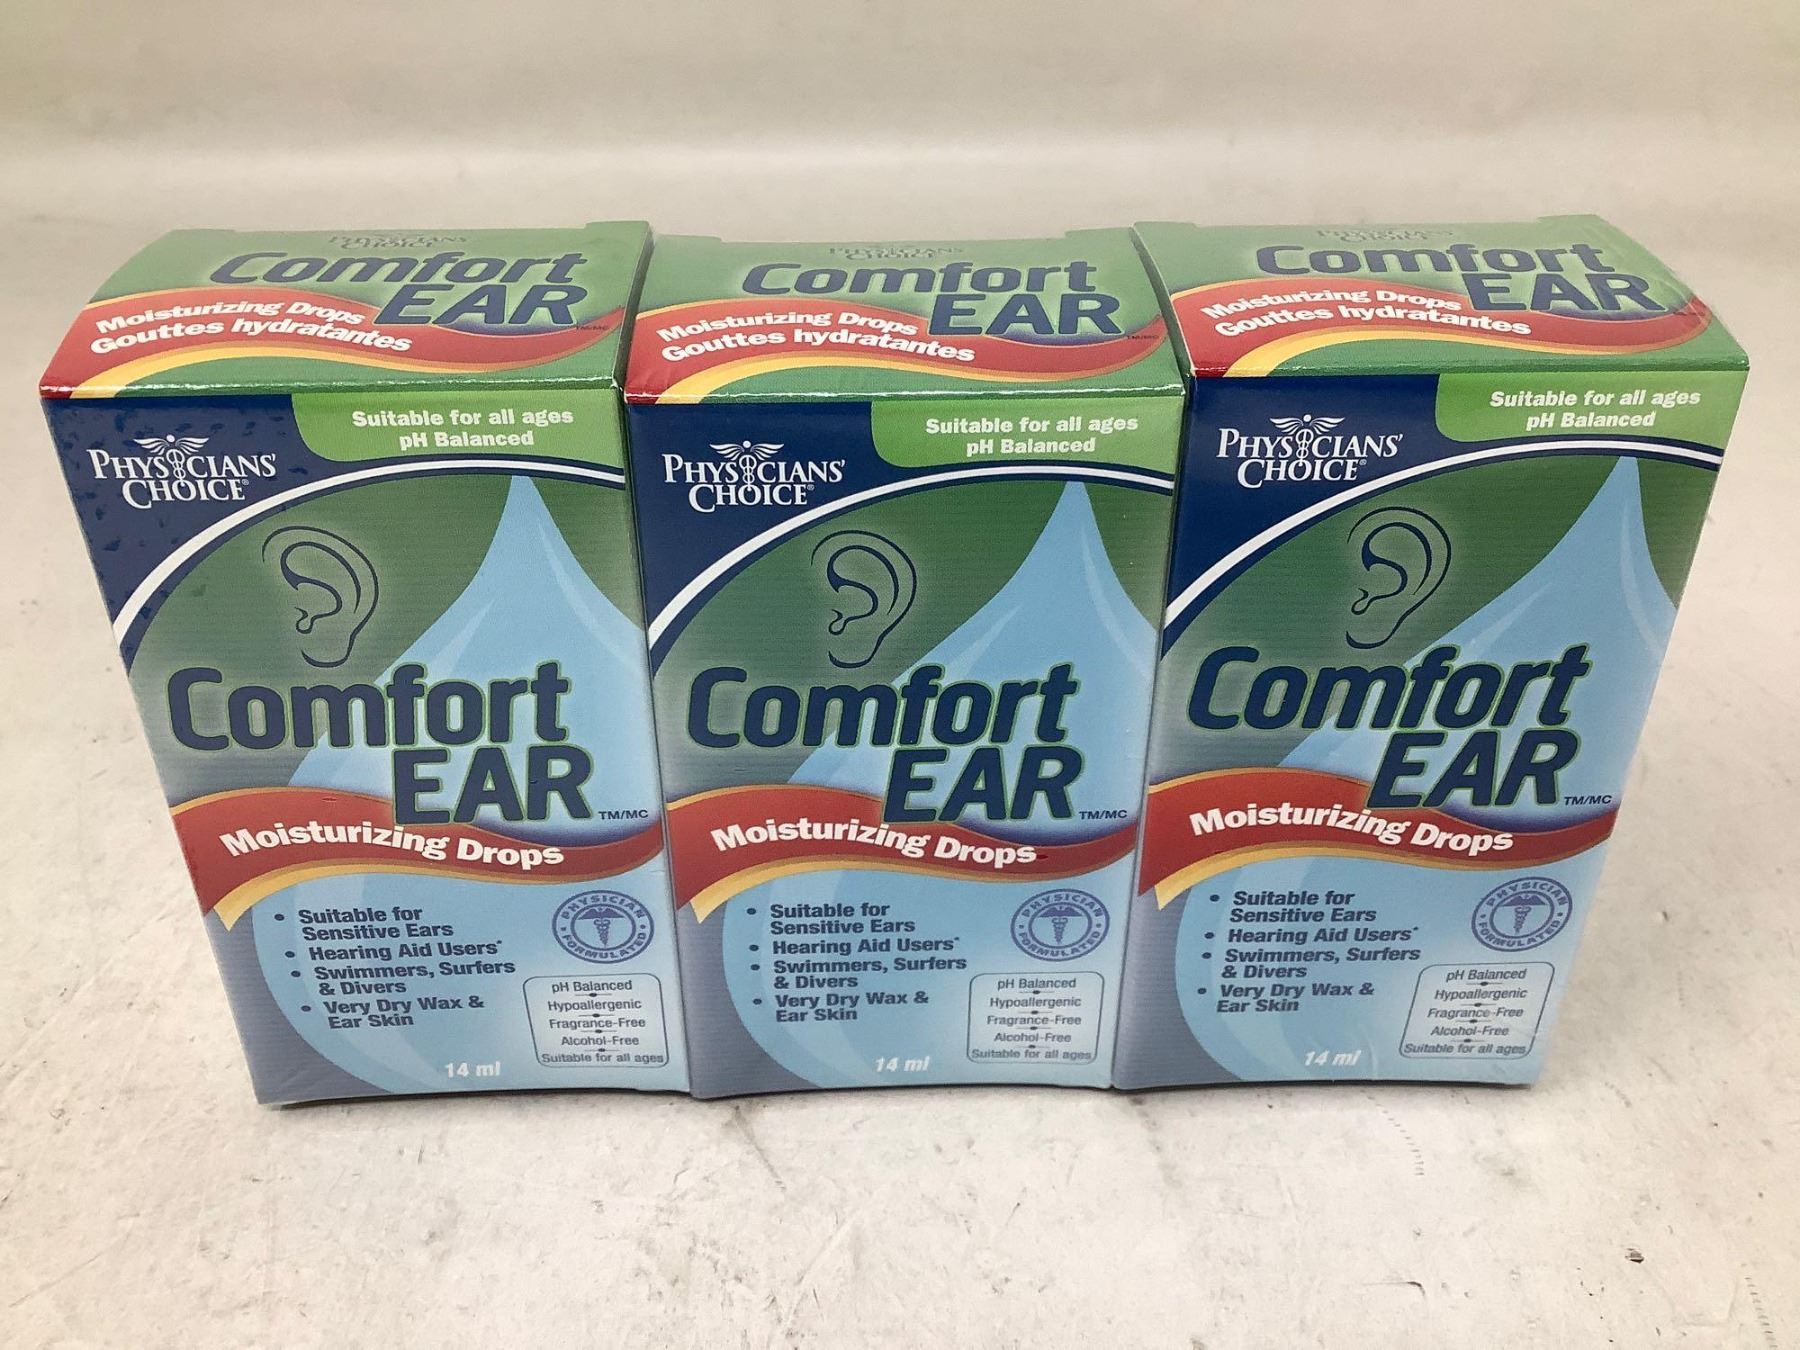 PHYSICIANS
CHOICE
Comfort
EAR
TM/MC
Moisturizing Drops
Gouttes hydratantes
Suitable for all ages
pH Balanced
PHYSICIANS'
CHOICE®
Comfort
EAR
TM/MC
Moisturizing Drops
• Suitable for
Sensitive Ears
• Hearing Aid Users*
• Swimmers, Surfers
& Divers
• Very Dry Wax &
Ear Skin
PHYSICIAN
FORMULATED
pH Balanced
Hypoallergenic
Fragrance-Free
Alcohol-Free
Suitable for all ages
14 ml
PHYSICIANS
CHOICE
Comfort
EAR
TM/MC
Moisturizing Drops
Gouttes hydratantes
Suitable for all ages
pH Balanced
PHYSICIANS'
CHOICE®
Comfort
EAR
TM/MC
Moisturizing Drops
• Suitable for
Sensitive Ears
• Hearing Aid Users*
• Swimmers, Surfers
& Divers
• Very Dry Wax &
Ear Skin
PHYSICIAN
FORMULATED
pH Balanced
Hypoallergenic
Fragrance-Free
Alcohol-Free
Suitable for all ages
14 ml
PHYSICIANS
CHOICE
Comfort
EAR
Moisturizing Drops
Gouttes hydratantes
Suitable for all ages
pH Balanced
PHYSICIANS'
CHOICE®
Comfort
EAR
TM/MC
Moisturizing Drops
• Suitable for
Sensitive Ears
• Hearing Aid Users*
• Swimmers, Surfers
& Divers
• Very Dry Wax &
Ear Skin
PHYSICIAN
FORMULATED
pH Balanced
Hypoallergenic
Fragrance-Free
Alcohol-Free
Suitable for all ages
14 ml